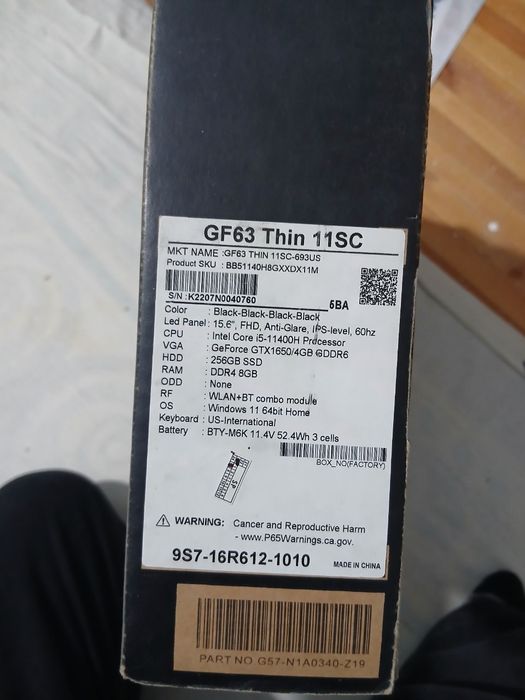 GF63 Thin 11SC
MKT NAME :GF63 THIN 11SC-693US
Product SKU : BB51140H8GXXDX11M
S/N :K2207N0040760
6BA
Color : Black-Black-Black-Black
Led Panel : 15.6", FHD, Anti-Glare, IPS-level, 60hz
CPU : Intel Core i5-11400H Processor
VGA : GeForce GTX1650/4GB GDDR6
HDD : 256GB SSD
RAM : DDR4 8GB
ODD : None
RF : WLAN+BT combo module
OS : Windows 11 64bit Home
Keyboard : US-International
Battery : BTY-M6K 11.4V 52.4Wh 3 cells
BOX_NO(FACTORY)
SP
WARNING: Cancer and Reproductive Harm
- www.P65Warnings.ca.gov.
9S7-16R612-1010
MADE IN CHINA
PART NO G57-N1A0340-Z19